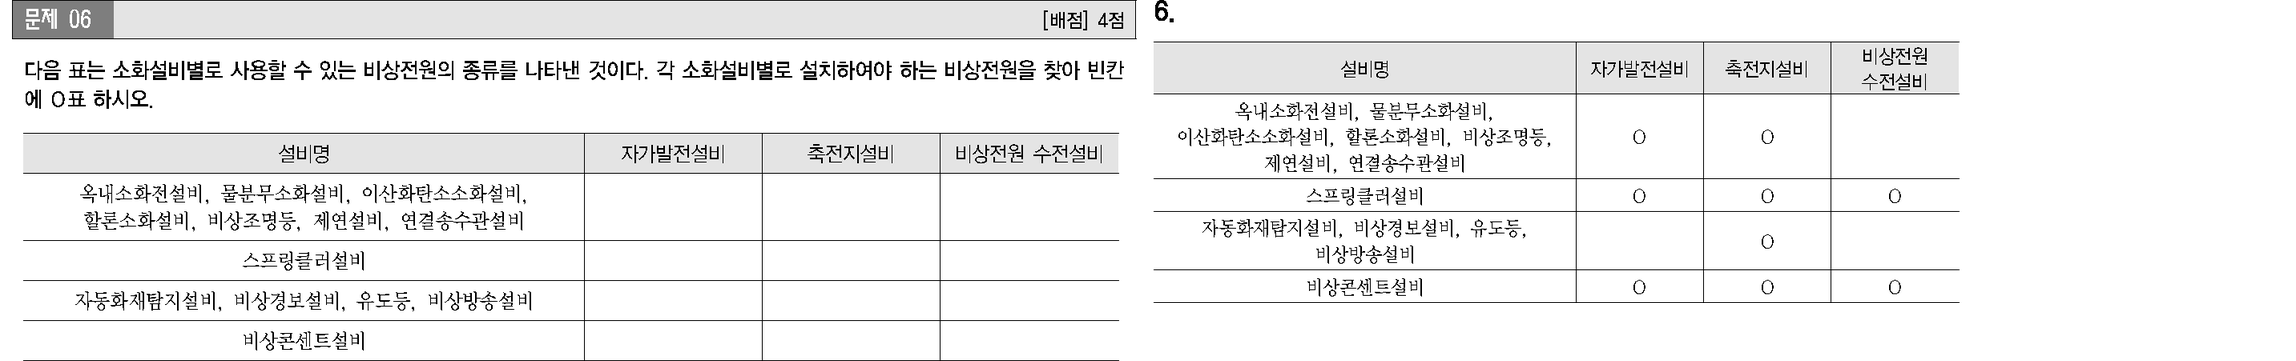 문제 06
[배점] 4점
다음 표는 소화설비별로 사용할 수 있는 비상전원의 종류를 나타낸 것이다. 각 소화설비별로 설치하여야 하는 비상전원을 찾아 빈칸
에 O표 하시오.
설비명 자가발전설비 축전지설비 비상전원 수전설비
옥내소화전설비, 물분무소화설비, 이산화탄소소화설비,
할론소화설비, 비상조명등, 제연설비, 연결송수관설비
스프링클러설비
자동화재탐지설비, 비상경보설비, 유도등, 비상방송설비
비상콘센트설비
6.
설비명 자가발전설비 축전지설비 비상전원
수전설비
옥내소화전설비, 물분무소화설비,
이산화탄소소화설비, 할론소화설비, 비상조명등, O O
제연설비, 연결송수관설비
스프링클러설비 O O O
자동화재탐지설비, 비상경보설비, 유도등,
비상방송설비 O
비상콘센트설비 O O O